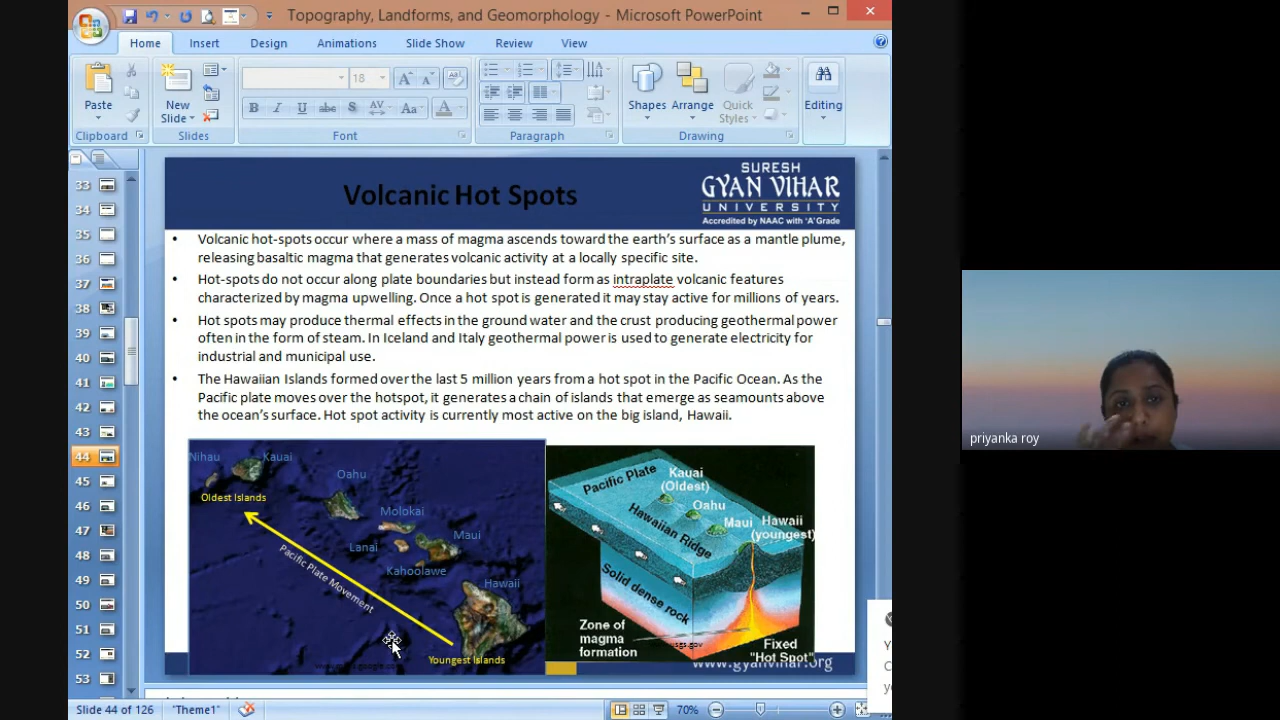 Topography, Landforms, and Geomorphology - Microsoft PowerPoint
Home Insert Design Animations Slide Show Review View
18
Paste New Slide Shapes Arrange Quick Styles Editing
B I U abc S AV Aa A
Clipboard Slides Font Paragraph Drawing
33
34
35
36
37
38
39
40
41
42
43
44
45
46
47
48
49
50
51
52
53
Volcanic Hot Spots
SURESH
GYAN VIHAR
UNIVERSITY
Accredited by NAAC with 'A' Grade
• Volcanic hot-spots occur where a mass of magma ascends toward the earth's surface as a mantle plume,
releasing basaltic magma that generates volcanic activity at a locally specific site.
• Hot-spots do not occur along plate boundaries but instead form as intraplate volcanic features
characterized by magma upwelling. Once a hot spot is generated it may stay active for millions of years.
• Hot spots may produce thermal effects in the ground water and the crust producing geothermal power
often in the form of steam. In Iceland and Italy geothermal power is used to generate electricity for
industrial and municipal use.
• The Hawaiian Islands formed over the last 5 million years from a hot spot in the Pacific Ocean. As the
Pacific plate moves over the hotspot, it generates a chain of islands that emerge as seamounts above
the ocean's surface. Hot spot activity is currently most active on the big island, Hawaii.
Nihau
Kauai
Oldest Islands
Oahu
Molokai
Lanai
Maui
Kahoolawe
Hawaii
Pacific Plate Movement
Youngest Islands
Pacific Plate
Kauai
(Oldest)
Oahu
Maui
Hawaii
(youngest)
Hawaiian Ridge
Solid dense rock
Zone of
magma
formation
usgs.gov
Fixed
"Hot Spot"
www.gyanvihar.org
priyanka roy
Slide 44 of 126 "Theme1" 70%